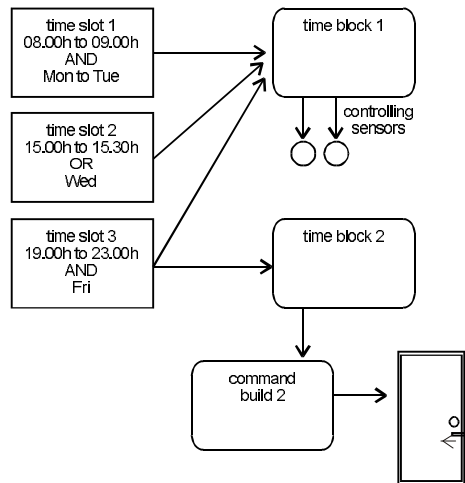 time slot 1
08.00h to 09.00h
AND
Mon to Tue
time block 1
controlling
sensors
time slot 2
15.00h to 15.30h
OR
Wed
time slot 3
19.00h to 23.00h
AND
Fri
time block 2
command
build 2